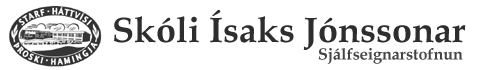 STARF · HÁTTVÍSI
ÞROSKI · HAMINGJA
Skóli Ísaks Jónssonar
Sjálfseignarstofnun